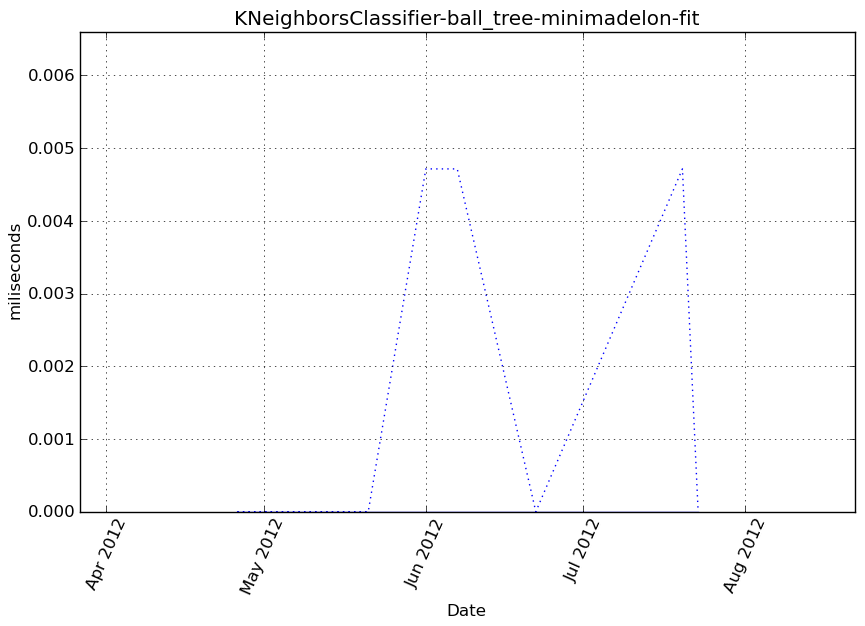 KNeighborsClassifier-ball_tree-minimadelon-fit
0.006
0.005
0.004
0.003
0.002
0.001
0.000
miliseconds
Apr 2012
May 2012
Jun 2012
Jul 2012
Aug 2012
Date